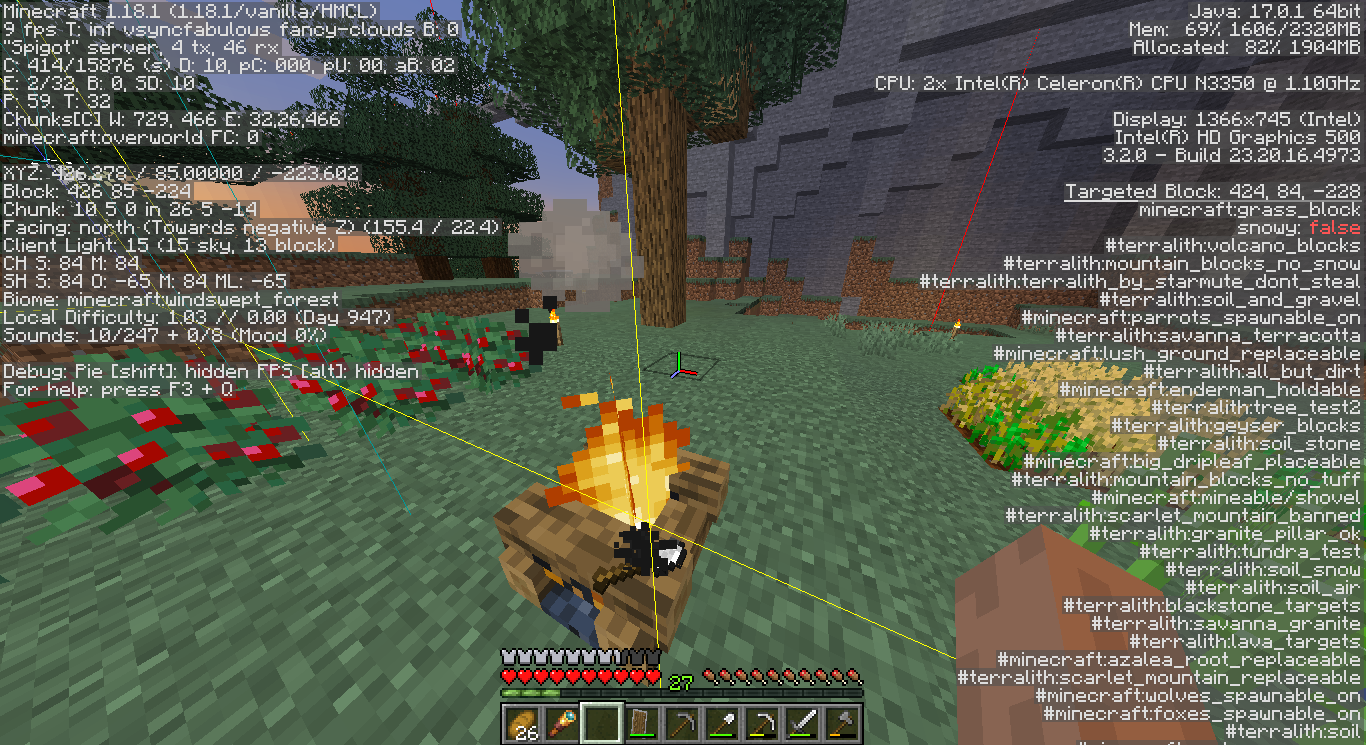 Minecraft 1.18.1 (1.18.1/vanilla/HMCL)
9 fps T: inf vsyncfabulous fancy-clouds B: 0
"Spigot" server, 4 tx, 46 rx
C: 414/15876 (s) D: 10, pC: 000, pU: 00, aB: 02
E: 2/32, B: 0, SD: 10
P: 59. T: 32
Chunks[C] W: 729, 466 E: 32,26,466
minecraft:overworld FC: 0
XYZ: 426.278 / 85.00000 / -223.602
Block: 426 85 -224
Chunk: 10 5 0 in 26 5 -14
Facing: north (Towards negative Z) (155.4 / 22.4)
Client Light: 15 (15 sky, 13 block)
CH S: 84 M: 84
SH S: 84 O: -65 M: 84 ML: -65
Biome: minecraft:windswept_forest
Local Difficulty: 1.03 // 0.00 (Day 947)
Sounds: 10/247 + 0/8 (Mood 0%)
Debug: Pie [shift]: hidden FPS [alt]: hidden
For help: press F3 + Q
Java: 17.0.1 64bit
Mem: 69% 1606/2320MB
Allocated: 82% 1904MB
CPU: 2x Intel(R) Celeron(R) CPU N3350 @ 1.10GHz
Display: 1366x745 (Intel)
Intel(R) HD Graphics 500
3.2.0 - Build 23.20.16.4973
Targeted Block: 424, 84, -228
minecraft:grass_block
snowy: false
#terralith:volcano_blocks
#terralith:mountain_blocks_no_snow
#terralith:terralith_by_starmute_dont_steal
#terralith:soil_and_gravel
#minecraft:parrots_spawnable_on
#terralith:savanna_terracotta
#minecraft:lush_ground_replaceable
#terralith:all_but_dirt
#minecraft:enderman_holdable
#terralith:tree_test2
#terralith:geyser_blocks
#terralith:soil_stone
#minecraft:big_dripleaf_placeable
#terralith:mountain_blocks_no_tuff
#minecraft:mineable/shovel
#terralith:scarlet_mountain_banned
#terralith:granite_pillar_ok
#terralith:tundra_test
#terralith:soil_snow
#terralith:soil_air
#terralith:blackstone_targets
#terralith:savanna_granite
#terralith:lava_targets
#minecraft:azalea_root_replaceable
#terralith:scarlet_mountain_replaceable
#minecraft:wolves_spawnable_on
#minecraft:foxes_spawnable_on
#terralith:soil
27
26